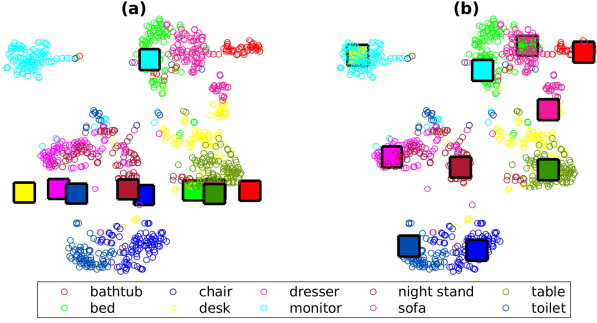 (a) (b)
bathtub chair dresser night stand table
bed desk monitor sofa toilet